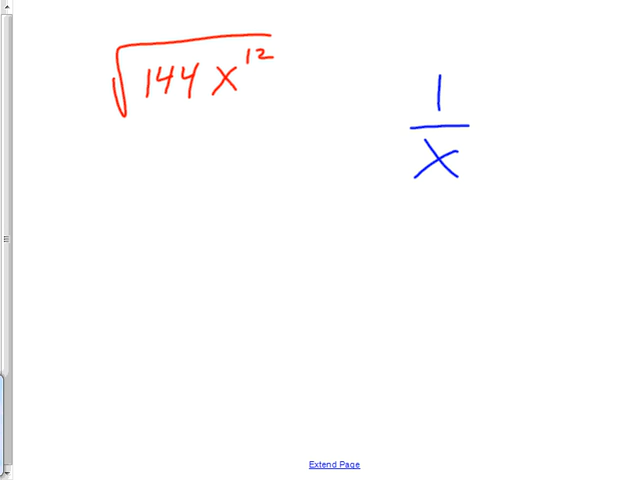 √144x¹²
1
x
Extend Page